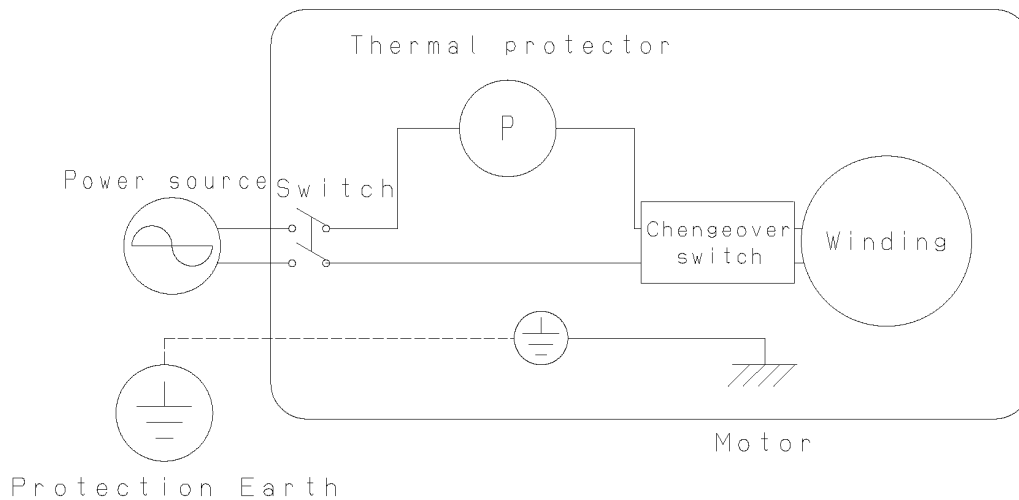 Thermal protector
P
Power source
Switch
Chengeover
switch
Winding
Motor
Protection Earth